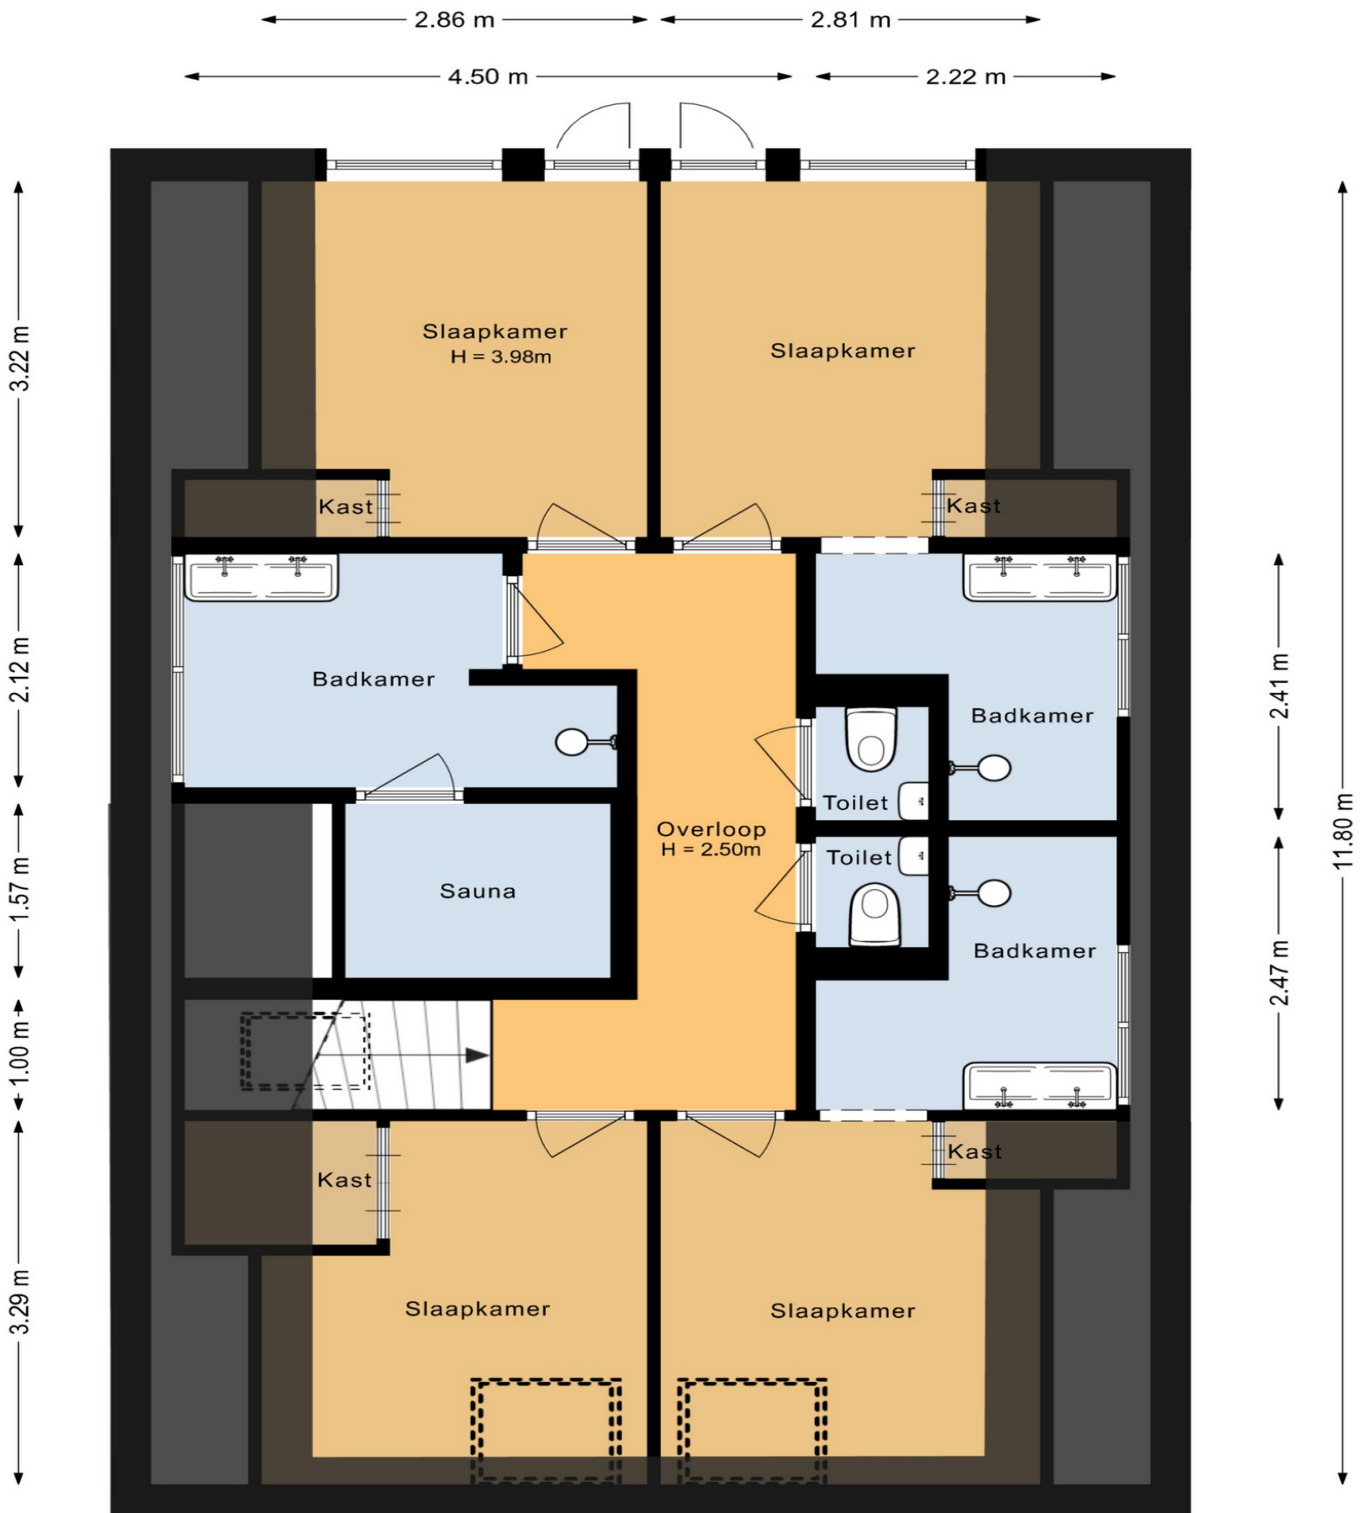 2.86 m
2.81 m
4.50 m
2.22 m
3.22 m
Slaapkamer
H = 3.98m
Slaapkamer
Kast
Kast
2.12 m
Badkamer
Badkamer
2.41 m
Toilet
Overloop
H = 2.50m
Toilet
11.80 m
1.57 m
Sauna
Badkamer
2.47 m
1.00 m
Kast
Kast
3.29 m
Slaapkamer
Slaapkamer